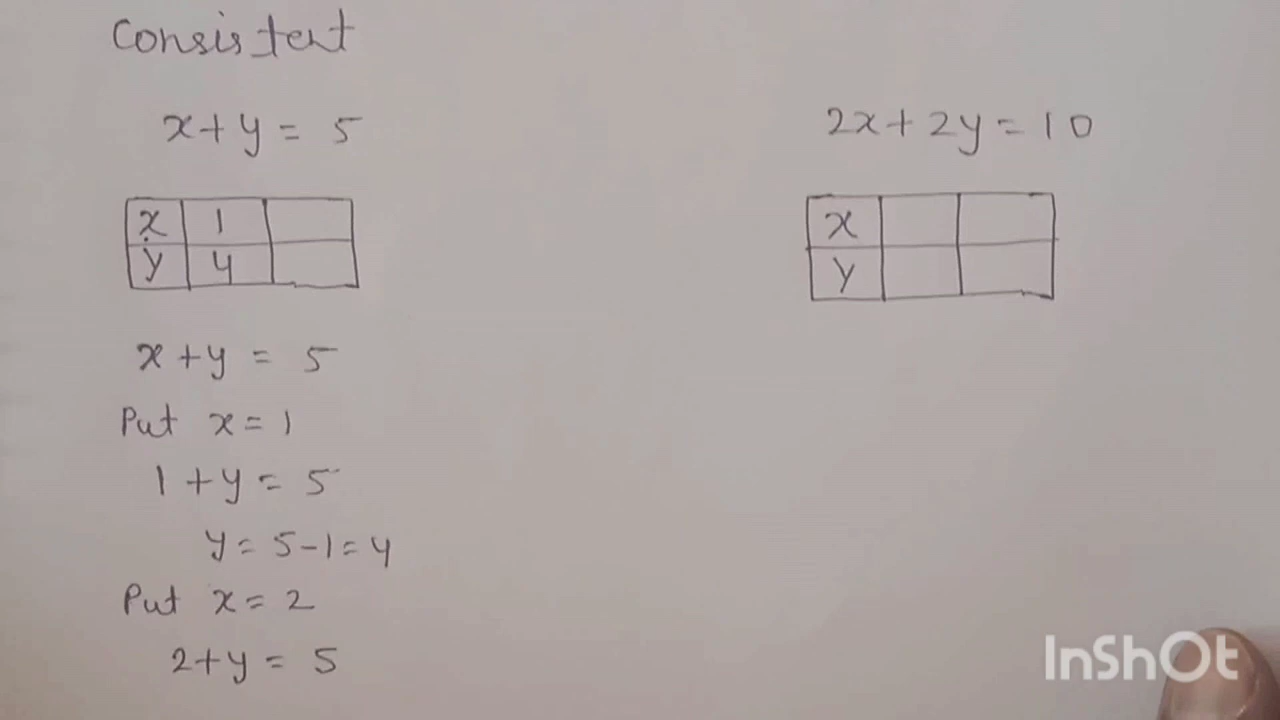 Consistent
x + y = 5
2x + 2y = 10
x 1
y 4
x
y
x + y = 5
Put x = 1
1 + y = 5
y = 5 - 1 = 4
Put x = 2
2 + y = 5
InShOt